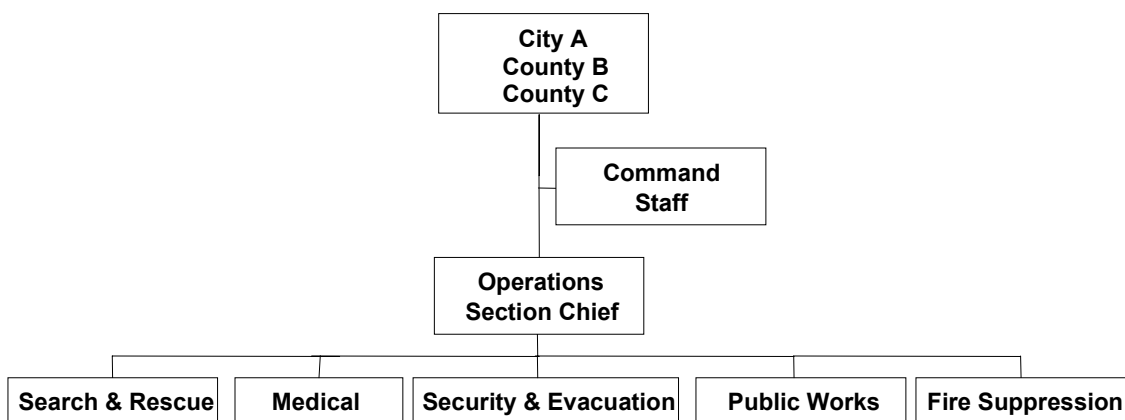 City A
County B
County C
Command
Staff
Operations
Section Chief
Search & Rescue
Medical
Security & Evacuation
Public Works
Fire Suppression